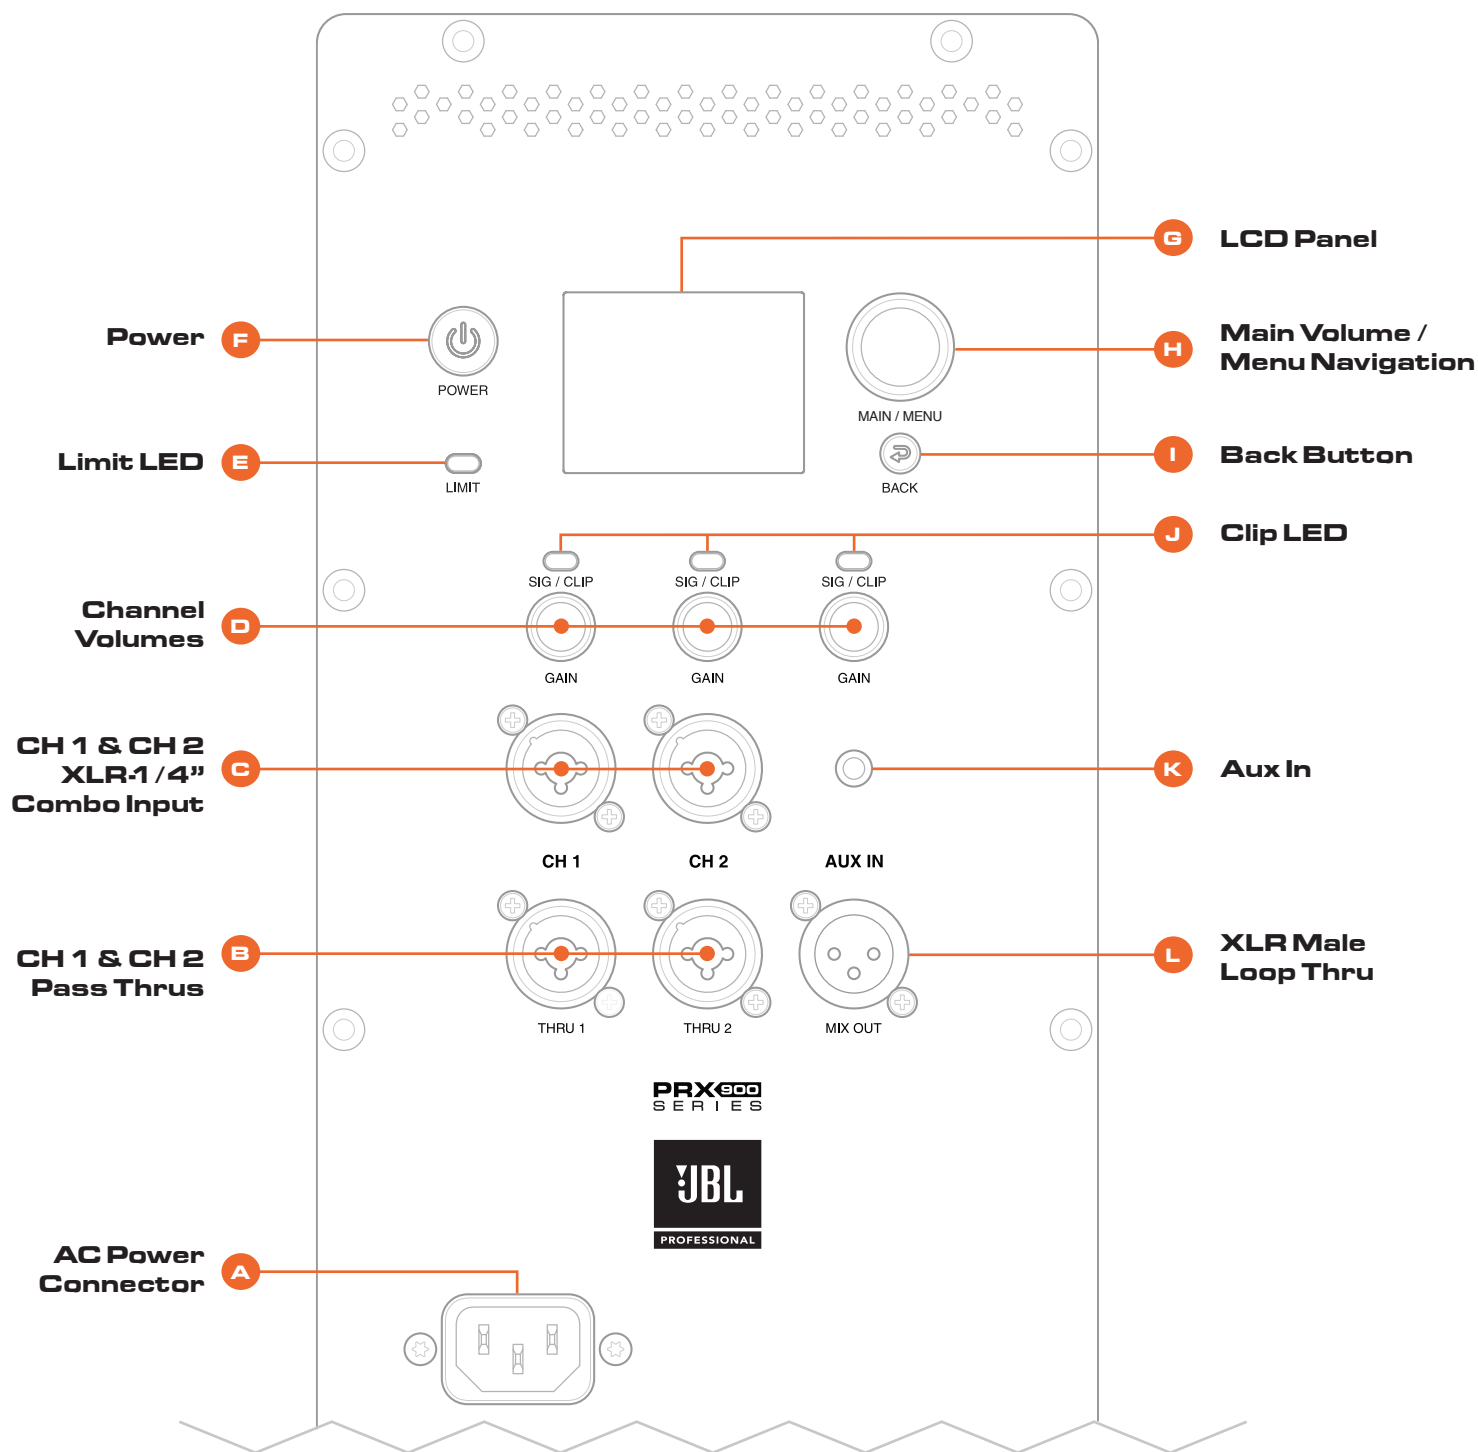 G
LCD Panel
Power
F
POWER
H
Main Volume /
Menu Navigation
MAIN / MENU
Limit LED
E
LIMIT
I
Back Button
BACK
J
Clip LED
SIG / CLIP
SIG / CLIP
SIG / CLIP
Channel
Volumes
D
GAIN
GAIN
GAIN
CH 1 & CH 2
XLR-1/4”
Combo Input
C
K
Aux In
CH 1
CH 2
AUX IN
CH 1 & CH 2
Pass Thrus
B
L
XLR Male
Loop Thru
THRU 1
THRU 2
MIX OUT
PRX900
SERIES
JBL
PROFESSIONAL
AC Power
Connector
A